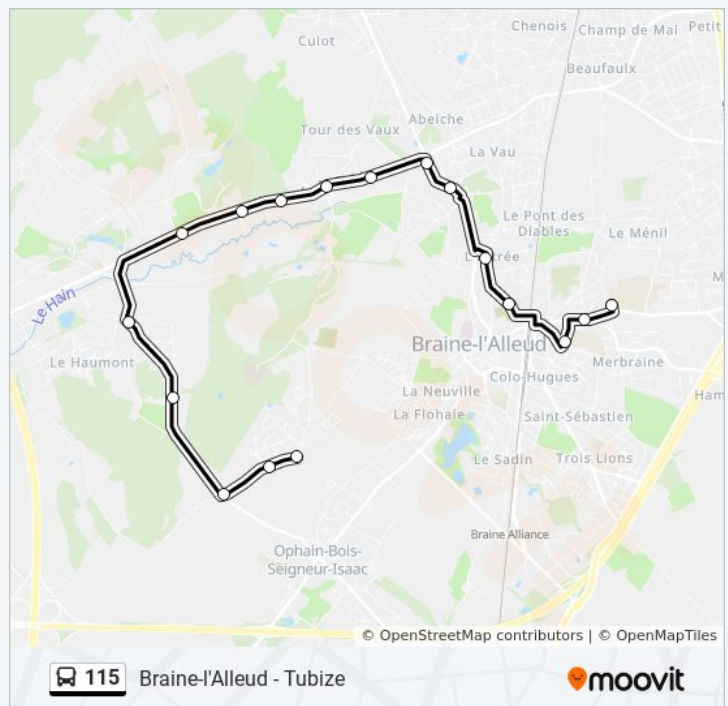 Chenois
Champ de Mai
Petit
Culot
Beaufaulx
Abeiche
Tour des Vaux
La Vau
Le Pont des
Diables
Le Ménil
M
Le Hain
Braine-l'Alleud
Merbraine
Le Haumont
Colo-Hugues
La Neuville
Ham
La Flohaie
Saint-Sébastien
Le Sadin
Trois Lions
Braine Alliance
Ophain-Bois-
Seigneur-Isaac
© OpenStreetMap contributors | © OpenMapTiles
115 Braine-l'Alleud - Tubize
moovit